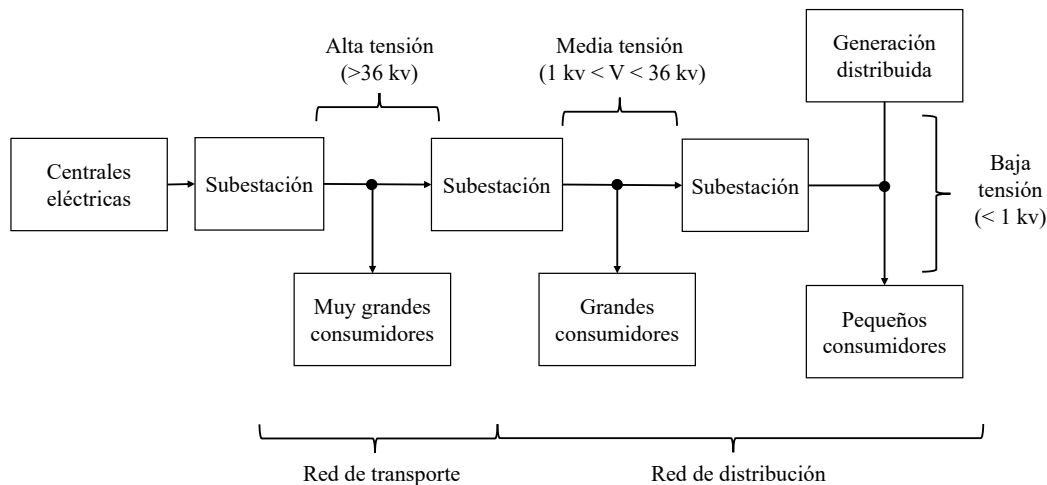 Alta tensión
(>36 kv)
Media tensión
(1 kv < V < 36 kv)
Generación
distribuida
Centrales
eléctricas
Subestación
Subestación
Subestación
Baja
tensión
(< 1 kv)
Muy grandes
consumidores
Grandes
consumidores
Pequeños
consumidores
Red de transporte
Red de distribución